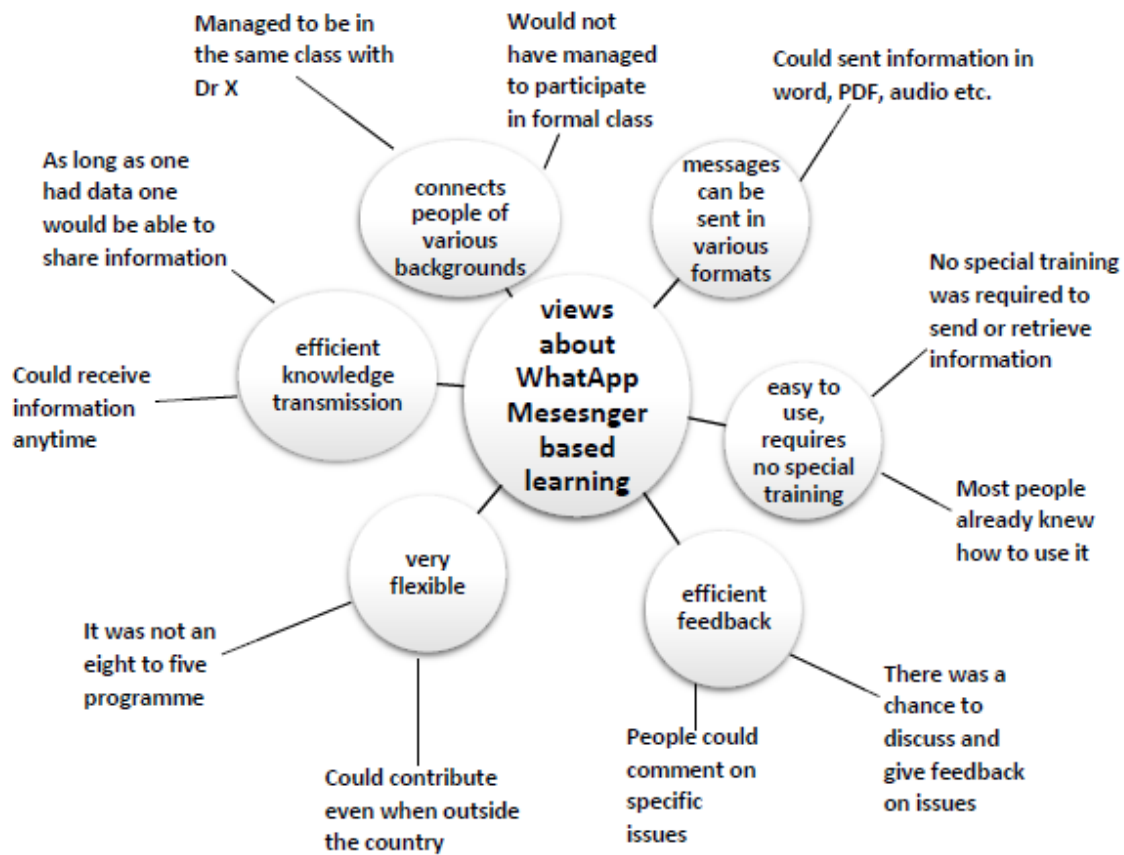 Managed to be in
the same class with
Dr X
Would not
have managed
to participate
in formal class
Could sent information in
word, PDF, audio etc.
As long as one
had data one
would be able to
share information
connects
people of
various
backgrounds
messages
can be
sent in
various
formats
No special training
was required to
send or retrieve
information
views
about
WhatApp
Mesesnger
based
learning
efficient
knowledge
transmission
Could receive
information
anytime
easy to
use,
requires
no special
training
Most people
already knew
how to use it
very
flexible
efficient
feedback
It was not an
eight to five
programme
There was a
chance to
discuss and
give feedback
on issues
People could
comment on
specific
issues
Could contribute
even when outside
the country